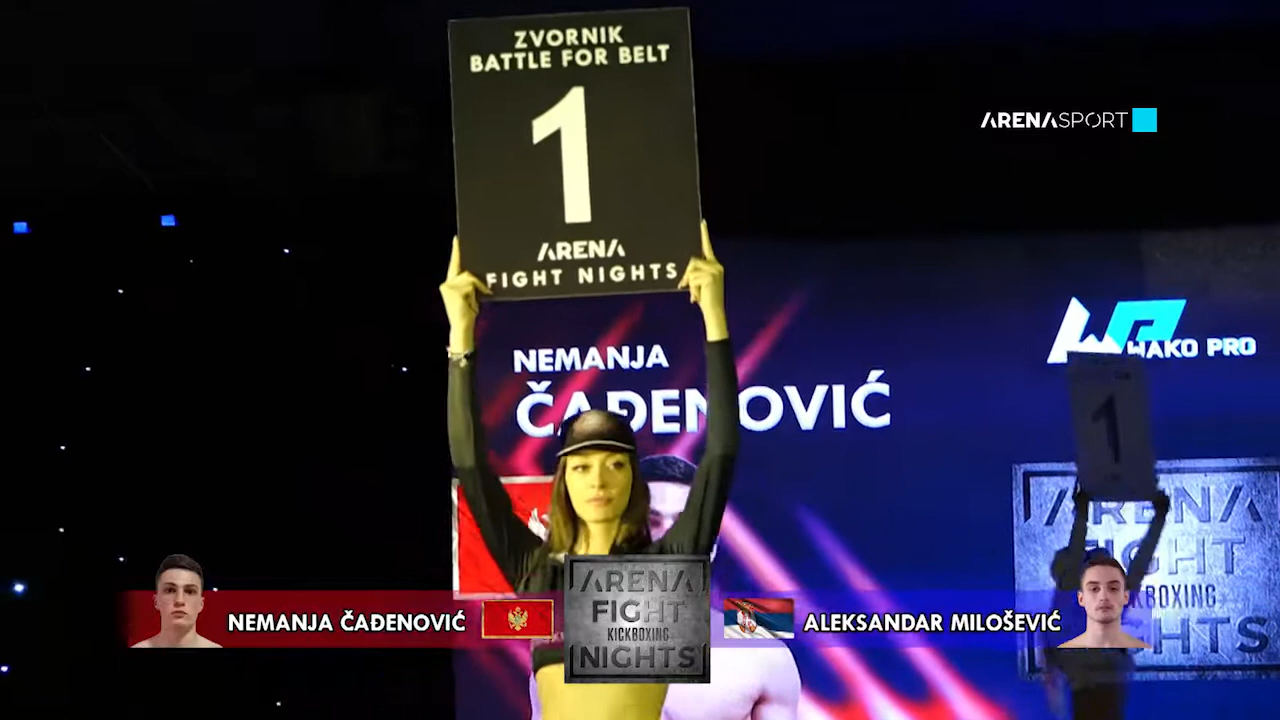 ZVORNIK
BATTLE FOR BELT
1
ARENA
FIGHT NIGHTS
ARENASPORT
NEMANJA
ČAĐENOVIĆ
WAKO PRO
1
ARENA
FIGHT
KICKBOXING
NIGHTS
NEMANJA ČAĐENOVIĆ
ARENA
FIGHT
KICKBOXING
NIGHTS
ALEKSANDAR MILOŠEVIĆ